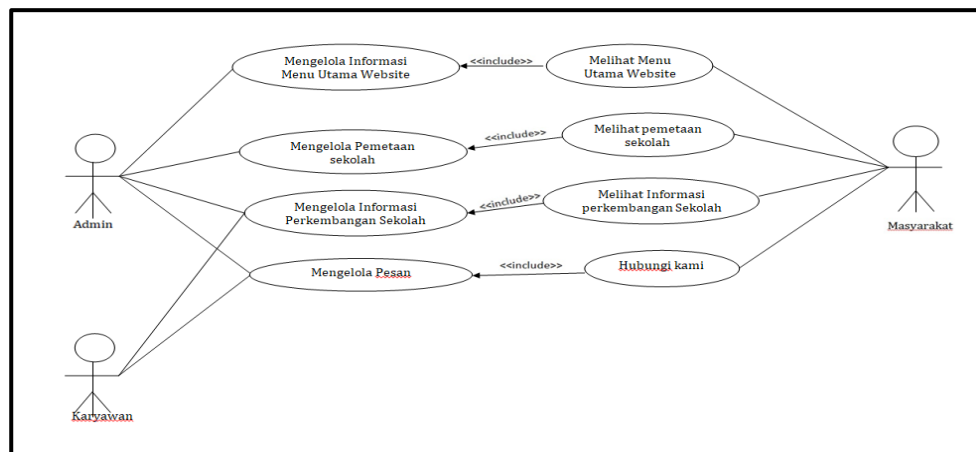 Mengelola Informasi
Menu Utama Website
<<include>>
Melihat Menu
Utama Website
Mengelola Pemetaan
sekolah
<<include>>
Melihat pemetaan
sekolah
Admin
Mengelola Informasi
Perkembangan Sekolah
<<include>>
Melihat Informasi
perkembangan Sekolah
Masyarakat
Mengelola Pesan
<<include>>
Hubungi kami
Karyawan